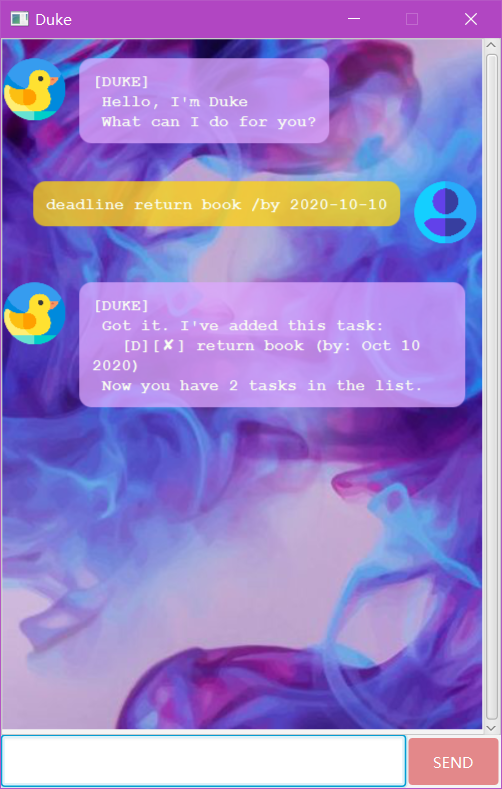 Duke
[DUKE]
Hello, I'm Duke
What can I do for you?
deadline return book /by 2020-10-10
[DUKE]
Got it. I've added this task:
[D][✘] return book (by: Oct 10
2020)
Now you have 2 tasks in the list.
SEND